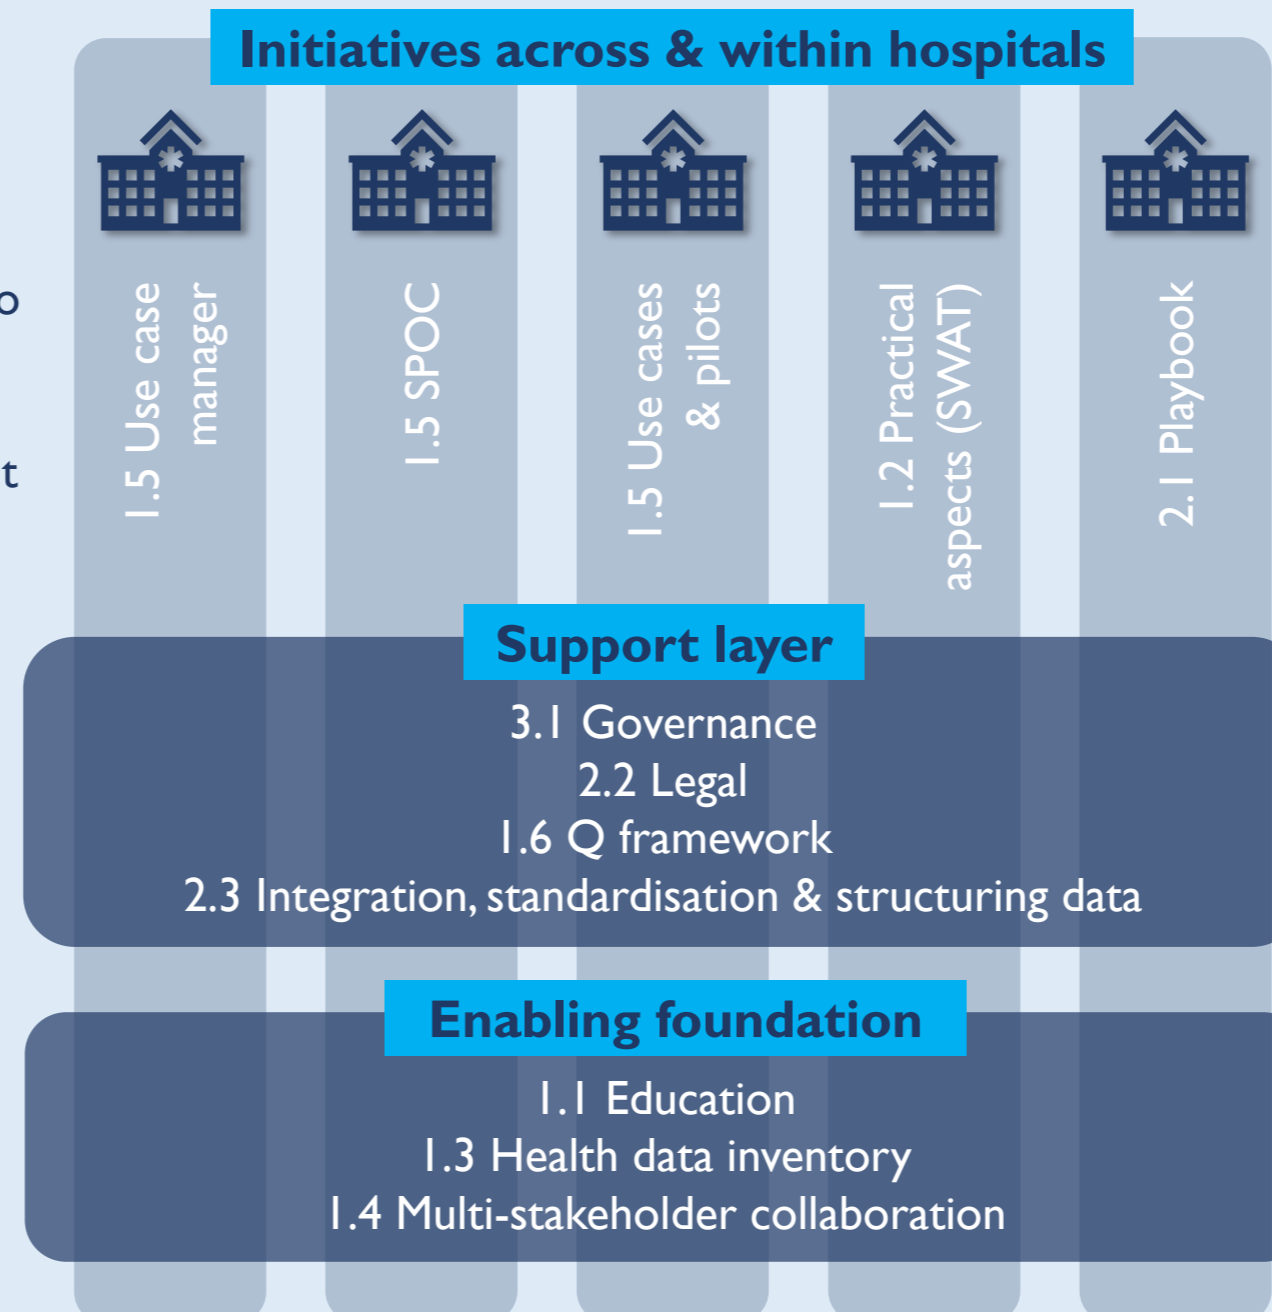 Initiatives across & within hospitals
o
t
1.5 Use case
manager
1.5 SPOC
1.5 Use cases
& pilots
1.2 Practical
aspects (SWAT)
2.1 Playbook
Support layer
3.1 Governance
2.2 Legal
1.6 Q framework
2.3 Integration, standardisation & structuring data
Enabling foundation
1.1 Education
1.3 Health data inventory
1.4 Multi-stakeholder collaboration